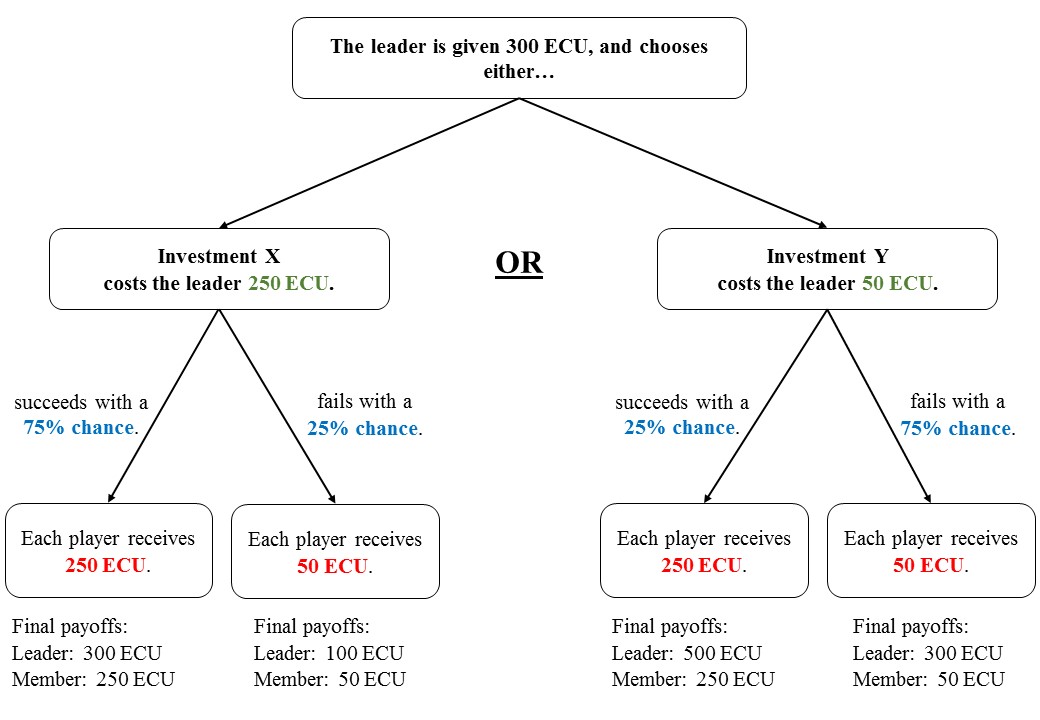 The leader is given 300 ECU, and chooses
either…
Investment X
costs the leader 250 ECU.
OR
Investment Y
costs the leader 50 ECU.
succeeds with a
75% chance.
fails with a
25% chance.
succeeds with a
25% chance.
fails with a
75% chance.
Each player receives
250 ECU.
Each player receives
50 ECU.
Each player receives
250 ECU.
Each player receives
50 ECU.
Final payoffs:
Leader: 300 ECU
Member: 250 ECU
Final payoffs:
Leader: 100 ECU
Member: 50 ECU
Final payoffs:
Leader: 500 ECU
Member: 250 ECU
Final payoffs:
Leader: 300 ECU
Member: 50 ECU